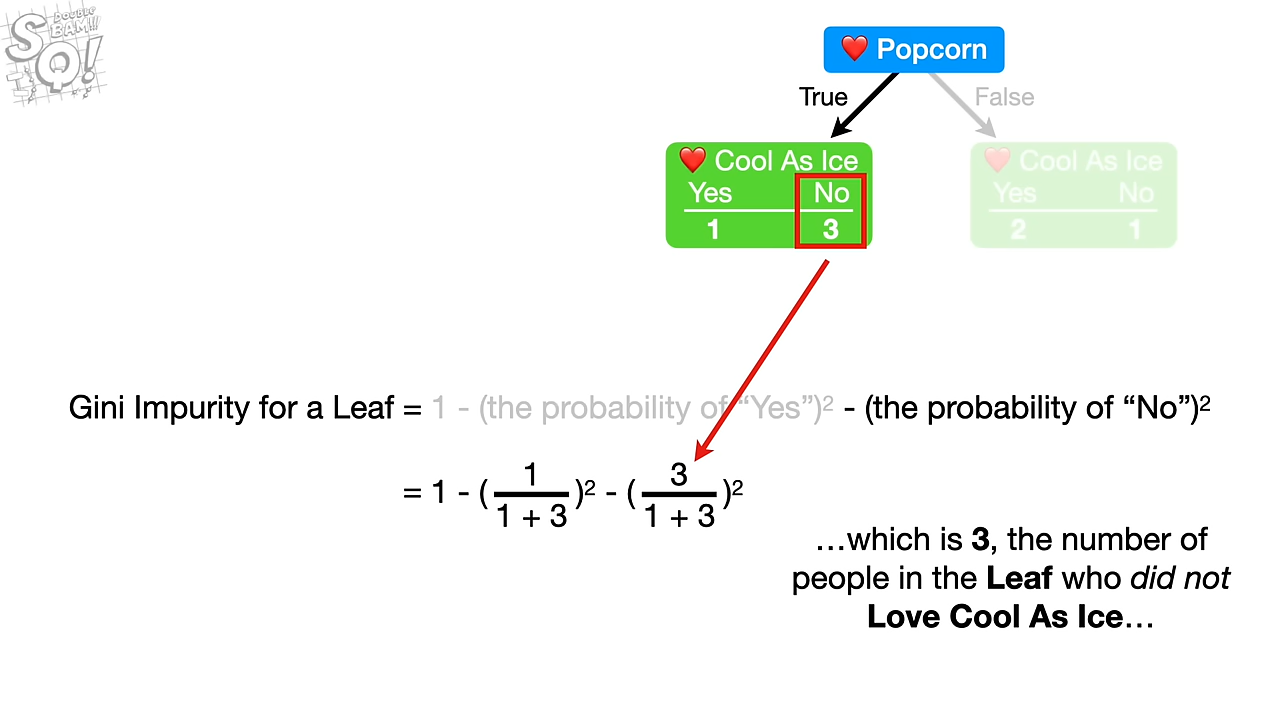 DOUBLE
BAM!!!
SQ!
❤️ Popcorn
True False
❤️ Cool As Ice ❤️ Cool As Ice
Yes No Yes No
1 3 2 1
Gini Impurity for a Leaf = 1 - (the probability of “Yes”)² - (the probability of “No”)²
= 1 - ( 1 / 1 + 3 )² - ( 3 / 1 + 3 )²
…which is 3, the number of
people in the Leaf who did not
Love Cool As Ice…